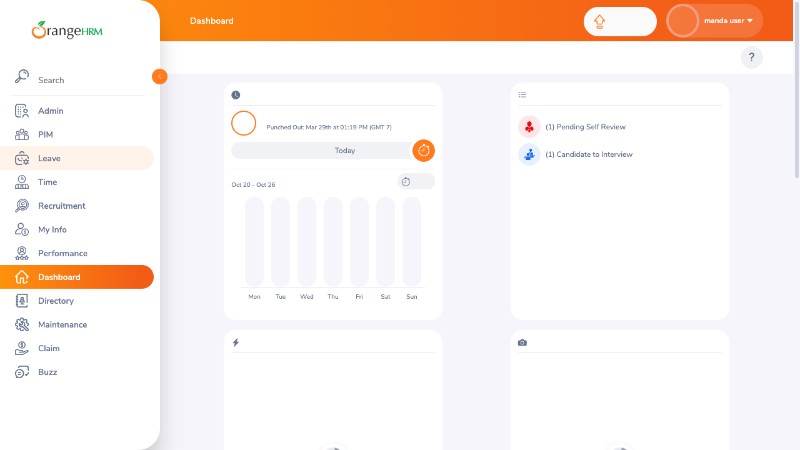 OrangeHRM
Dashboard
manda user
Search
?
Admin
PIM
Leave
Time
Recruitment
My Info
Performance
Dashboard
Directory
Maintenance
Claim
Buzz
Punched Out: Mar 29th at 01:19 PM (GMT 7)
Today
Oct 20 - Oct 26
Mon Tue Wed Thu Fri Sat Sun
(1) Pending Self Review
(1) Candidate to Interview